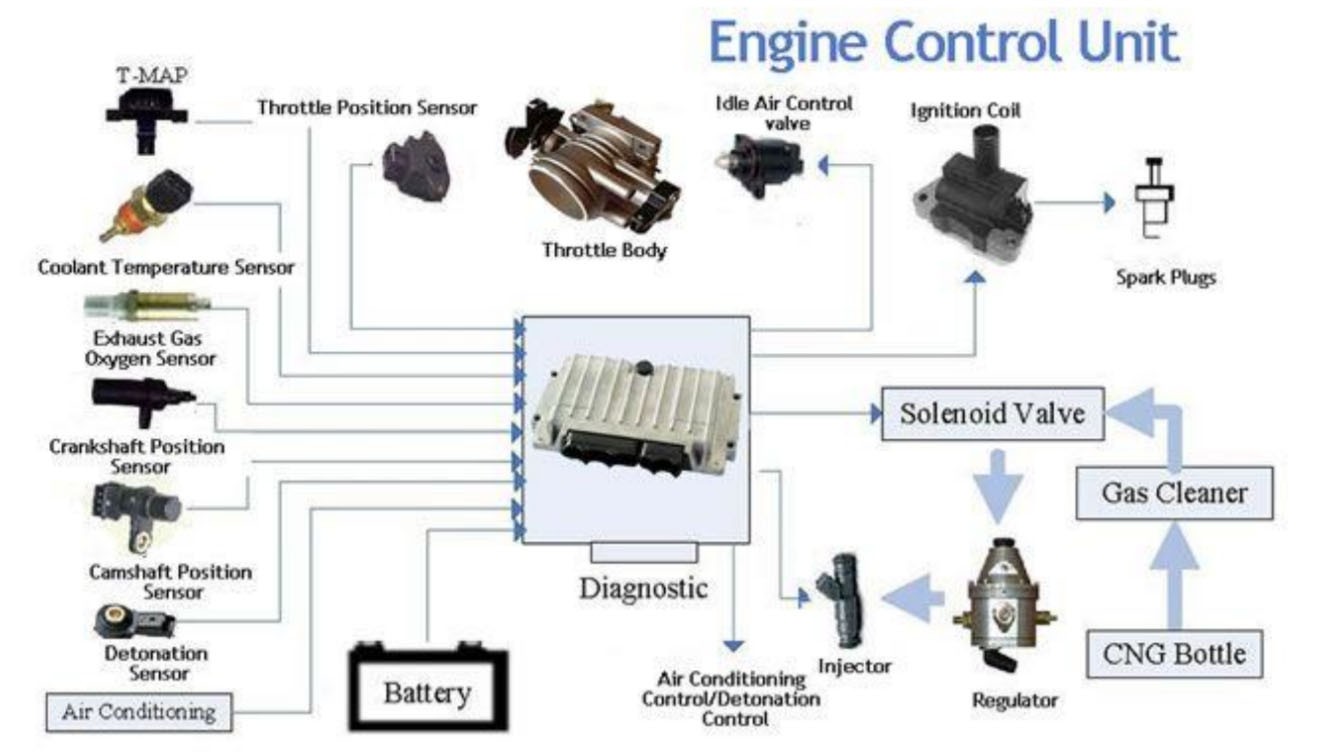 Engine Control Unit
T-MAP
Throttle Position Sensor
Idle Air Control
valve
Ignition Coil
Throttle Body
Coolant Temperature Sensor
Spark Plugs
Exhaust Gas
Oxygen Sensor
Solenoid Valve
Crankshaft Position
Sensor
Gas Cleaner
Camshaft Position
Sensor
Diagnostic
Detonation
Sensor
CNG Bottle
Injector
Air Conditioning
Control/Detonation
Control
Battery
Regulator
Air Conditioning